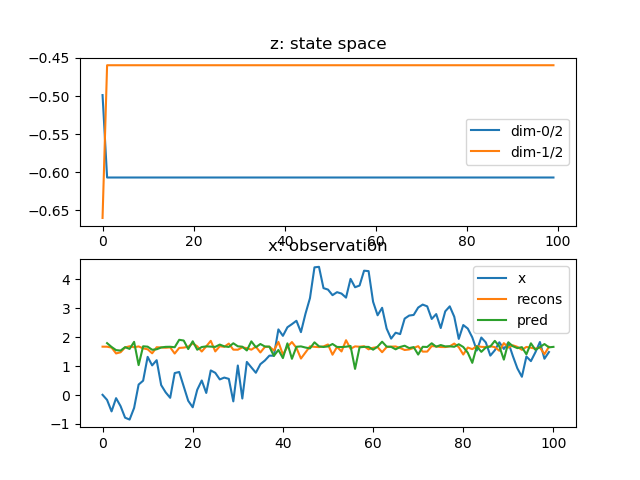 z: state space
−0.45
−0.50
−0.55
−0.60
−0.65
dim-0/2
dim-1/2
0 20 40 60 80 100
x: observation
4
3
2
1
0
−1
x
recons
pred
0 20 40 60 80 100